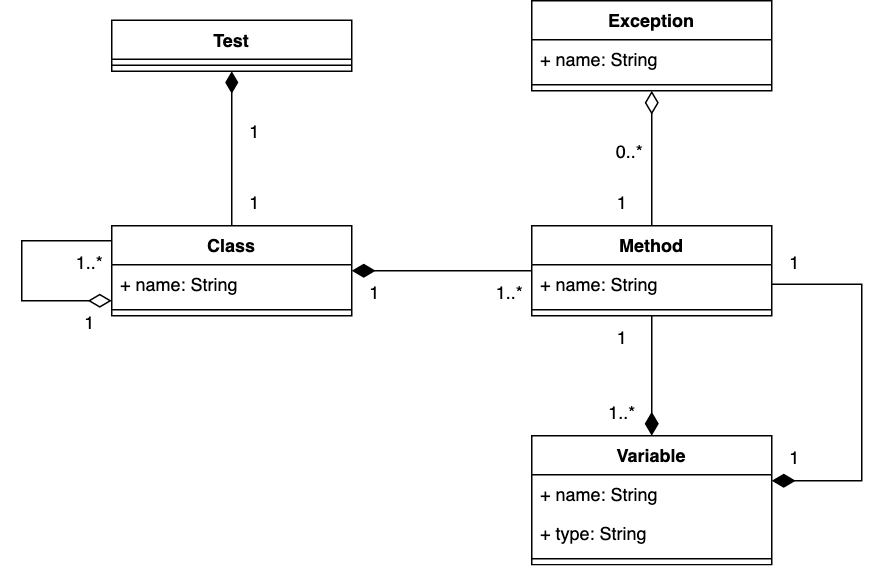 Test
Exception
+ name: String
1
0..*
1
1
Class
1..*
+ name: String
1
1
1..*
Method
+ name: String
1
1
1..*
Variable
1
+ name: String
+ type: String